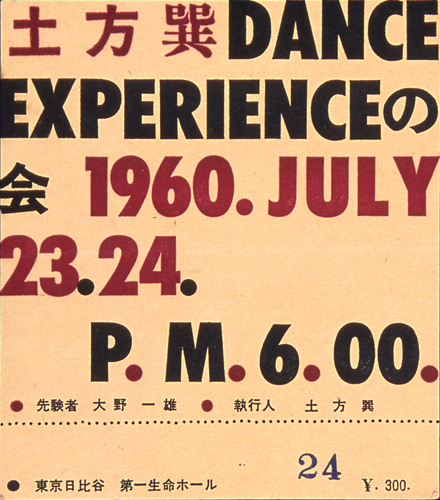 土方巽DANCE
EXPERIENCEの
会 1960. JULY
23.24.
P.M.6.00.
● 先験者 大野一雄 ● 執行人 土方巽
● 東京日比谷 第一生命ホール 24 ¥.300.